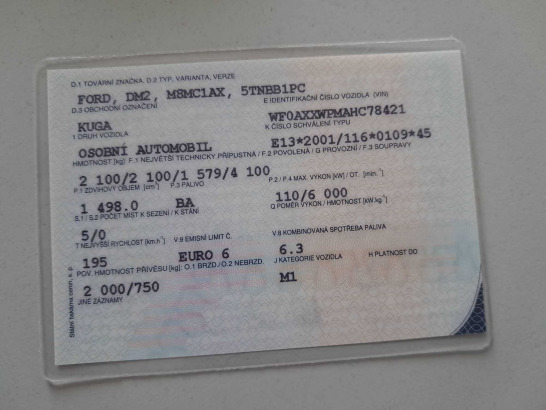 D.1 TOVÁRNÍ ZNAČKA, D.2 TYP, VARIANTA, VERZE
FORD, DM2, M8MC1AX, 5TNBB1PC
D.3 OBCHODNÍ OZNAČENÍ E IDENTIFIKAČNÍ ČÍSLO VOZIDLA (VIN)
KUGA WF0AXXWPMAHC78421
1 DRUH VOZIDLA K ČÍSLO SCHVÁLENÍ TYPU
OSOBNÍ AUTOMOBIL E13*2001/116*0109*45
HMOTNOST [kg] F.1 NEJVĚTŠÍ TECHNICKY PŘÍPUSTNÁ / F.2 POVOLENÁ / G PROVOZNÍ / F.3 SOUPRAVY
2 100/2 100/1 579/4 100
P.1 ZDVIHOVÝ OBJEM [cm³] P.3 PALIVO P.2 / P.4 MAX. VÝKON [kW] / OT. [min.⁻¹]
1 498.0 BA 110/6 000
S.1 / S.2 POČET MÍST K SEZENÍ / K STÁNÍ Q POMĚR VÝKON / HMOTNOST [kW.kg⁻¹]
5/0
T NEJVYŠŠÍ RYCHLOST [km.h⁻¹] V.9 EMISNÍ LIMIT Č. V.8 KOMBINOVANÁ SPOTŘEBA PALIVA
195 EURO 6 6.3
POV. HMOTNOST PŘÍVĚSU [kg] O.1 BRZD./O.2 NEBRZD. J KATEGORIE VOZIDLA H PLATNOST DO
2 000/750 M1
JINÉ ZÁZNAMY
Státní tiskárna cenin, s. p.